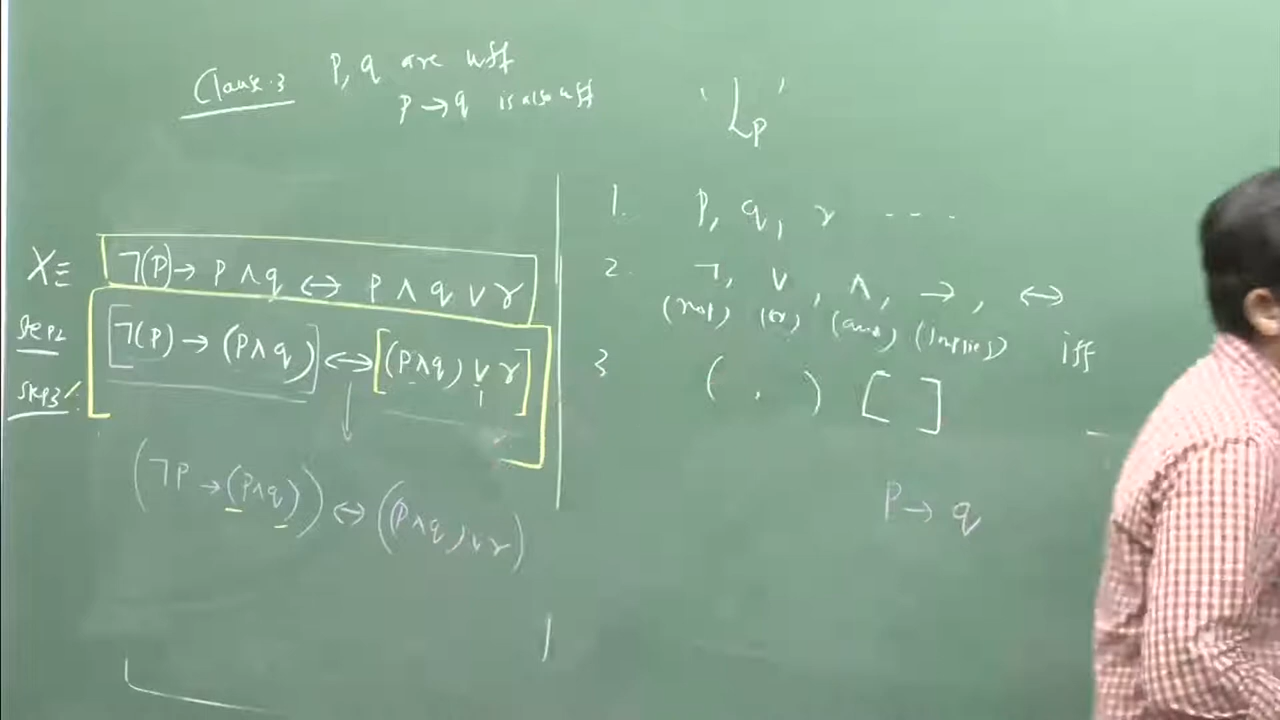 Clause.3 p, q are wff
p → q is also wff
X ≡ ¬(p) → p ∧ q ↔ p ∧ q ∨ r
Step2 [¬(p) → (p ∧ q)] ↔ [(p ∧ q) ∨ r]
Step3
(¬p → (p ∧ q)) ↔ ((p ∧ q) ∨ r)
'Lp'
1. p, q, r ----
2. ¬, ∨, ∧, →, ↔
(not) (or) (and) (Implies) iff
3 ( . ) [ ]
p → q